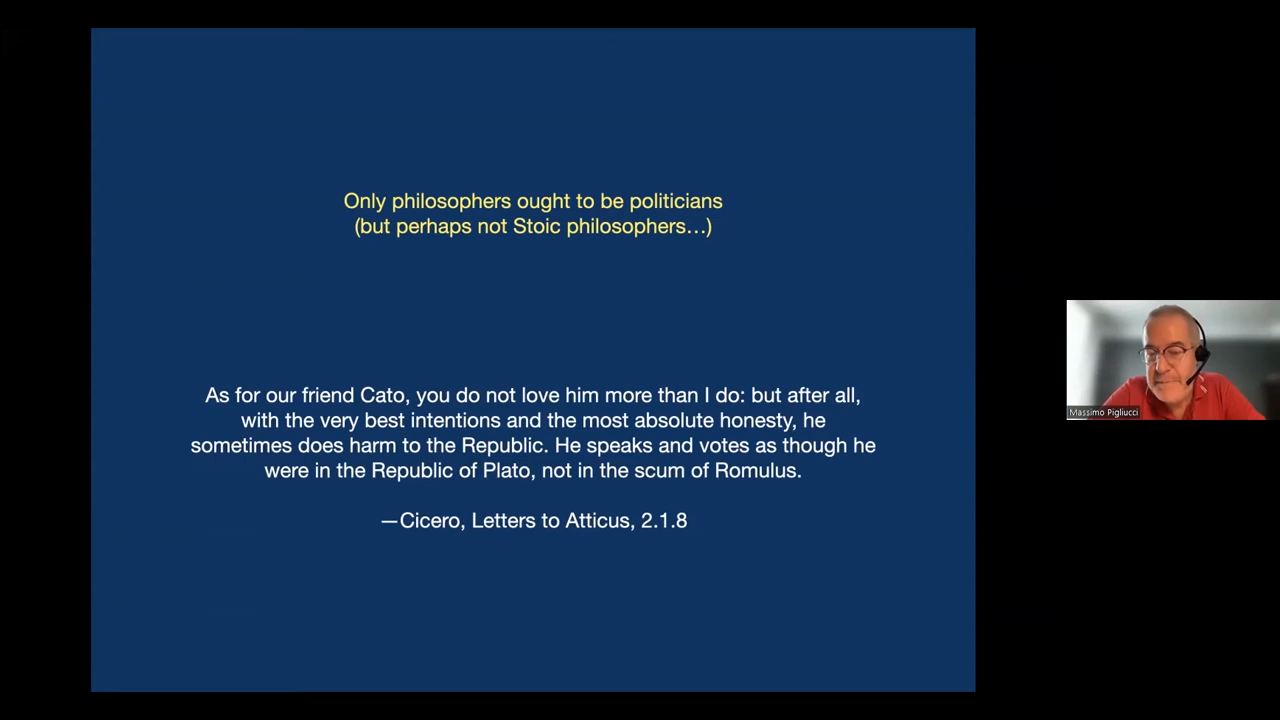 Only philosophers ought to be politicians
(but perhaps not Stoic philosophers…)
As for our friend Cato, you do not love him more than I do: but after all,
with the very best intentions and the most absolute honesty, he
sometimes does harm to the Republic. He speaks and votes as though he
were in the Republic of Plato, not in the scum of Romulus.
—Cicero, Letters to Atticus, 2.1.8
Massimo Pigliucci